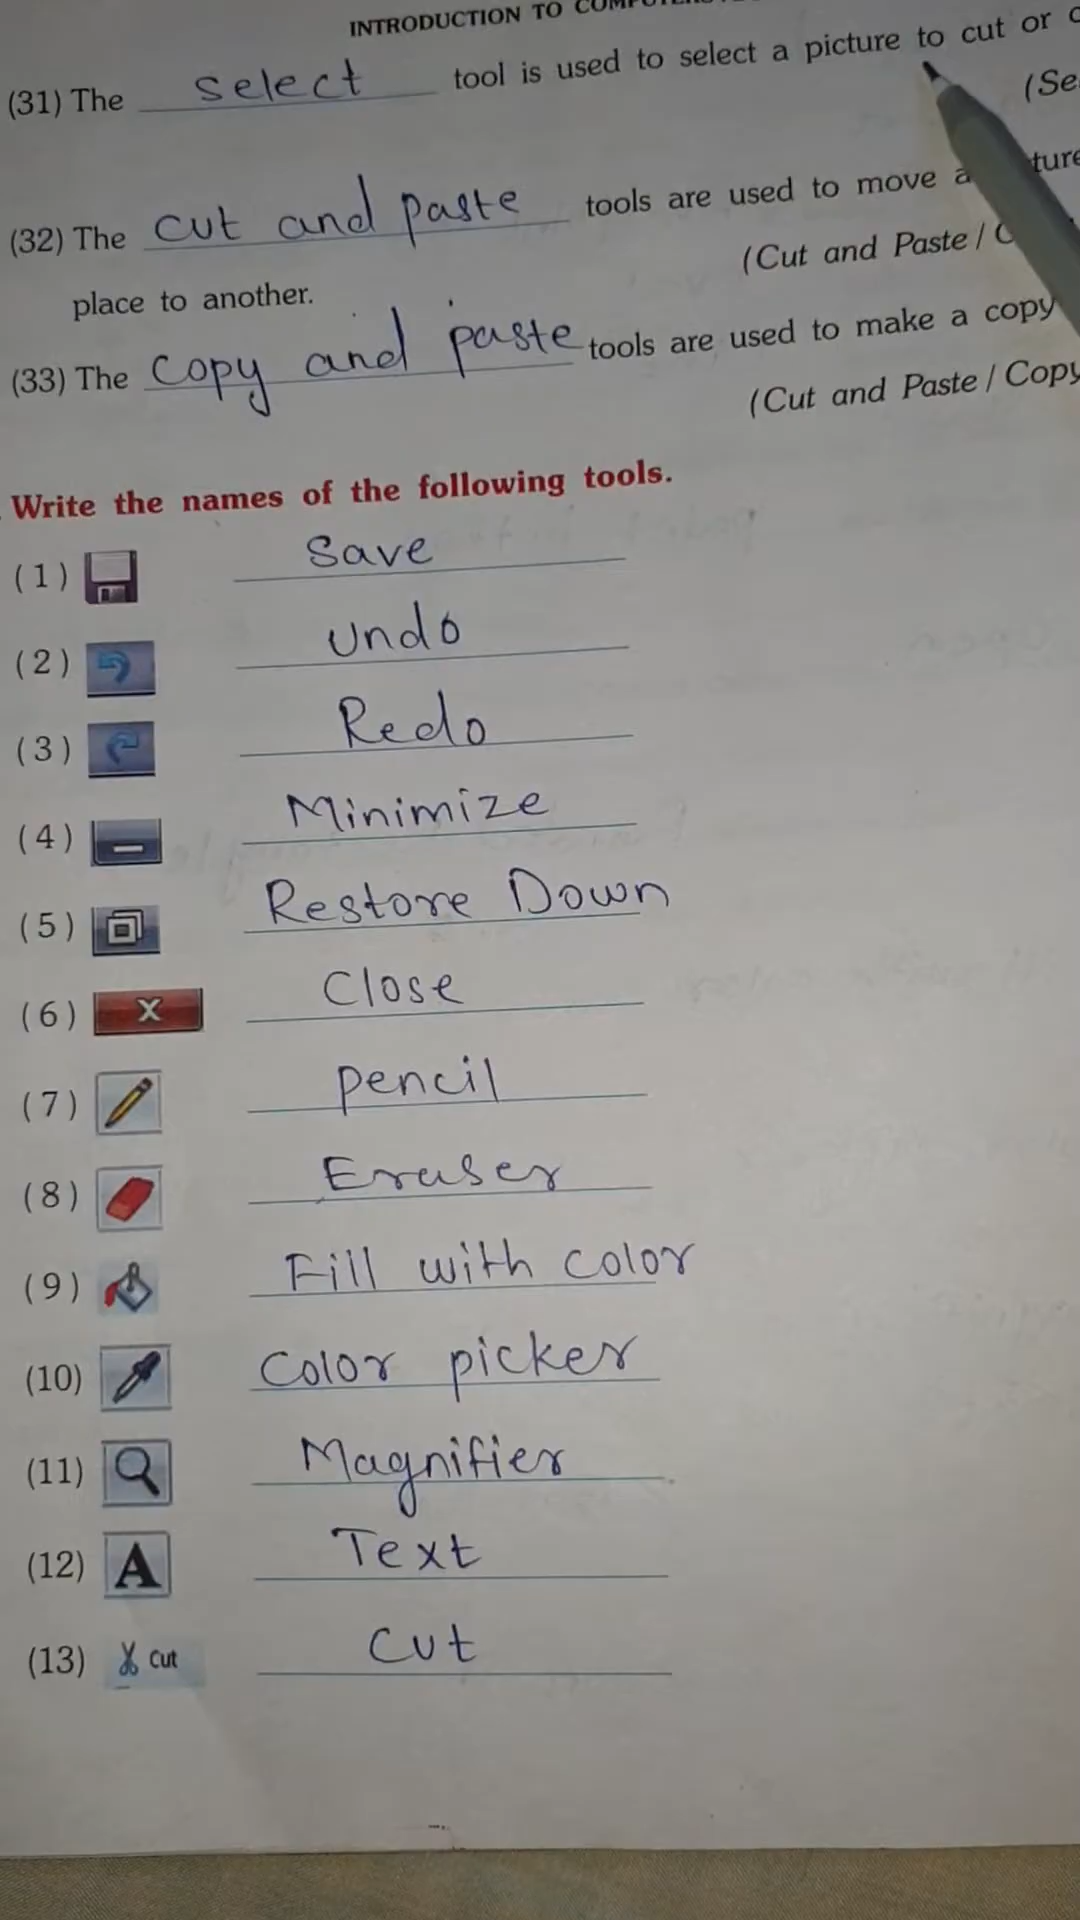 INTRODUCTION TO
(31) The select tool is used to select a picture to cut or
(32) The cut and paste tools are used to move a
(Cut and Paste /
place to another.
(33) The copy and paste tools are used to make a copy
(Cut and Paste / Copy
Write the names of the following tools.
(1) Save
(2) Undo
(3) Redo
(4) Minimize
(5) Restore Down
(6) X Close
(7) pencil
(8) Eraser
(9) Fill with color
(10) Color picker
(11) Magnifier
(12) A Text
(13) Cut Cut